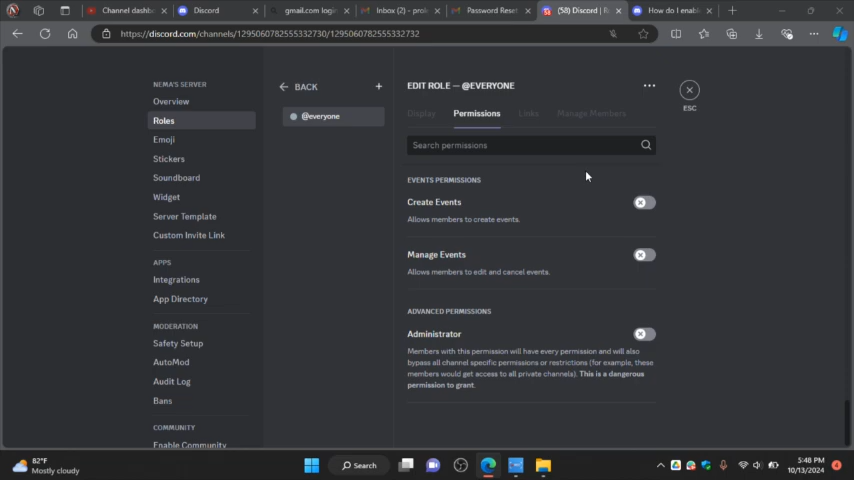 Channel dashb
Discord
gmail.com login
Inbox (2) - prole
Password Reset
(58) Discord | R
How do I enabl
https://discord.com/channels/1295060782555332730/1295060782555332732
NEMA'S SERVER
Overview
Roles
Emoji
Stickers
Soundboard
Widget
Server Template
Custom Invite Link
APPS
Integrations
App Directory
MODERATION
Safety Setup
AutoMod
Audit Log
Bans
COMMUNITY
Enable Community
BACK
@everyone
EDIT ROLE — @EVERYONE
Display Permissions Links Manage Members
Search permissions
EVENTS PERMISSIONS
Create Events
Allows members to create events.
Manage Events
Allows members to edit and cancel events.
ADVANCED PERMISSIONS
Administrator
Members with this permission will have every permission and will also
bypass all channel specific permissions or restrictions (for example, these
members would get access to all private channels). This is a dangerous
permission to grant.
ESC
82°F
Mostly cloudy
Search
5:48 PM
10/13/2024
4